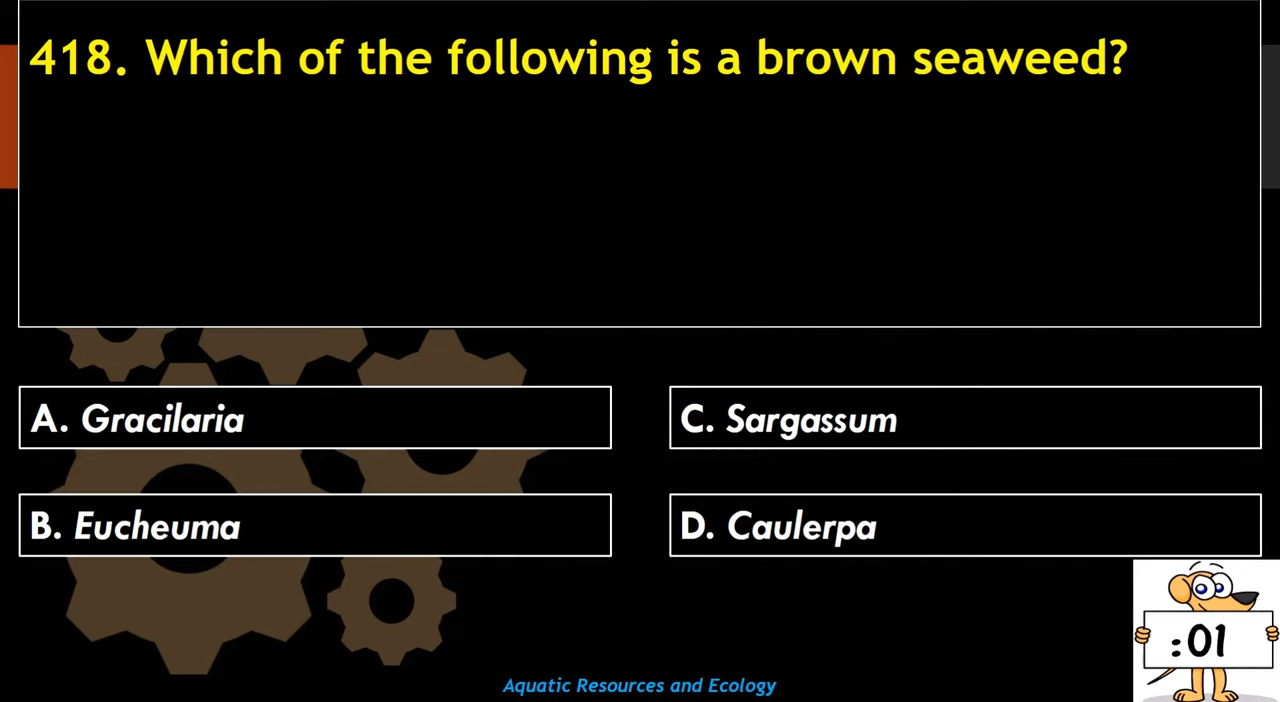 418. Which of the following is a brown seaweed?
A. Gracilaria
B. Eucheuma
C. Sargassum
D. Caulerpa
:01
Aquatic Resources and Ecology